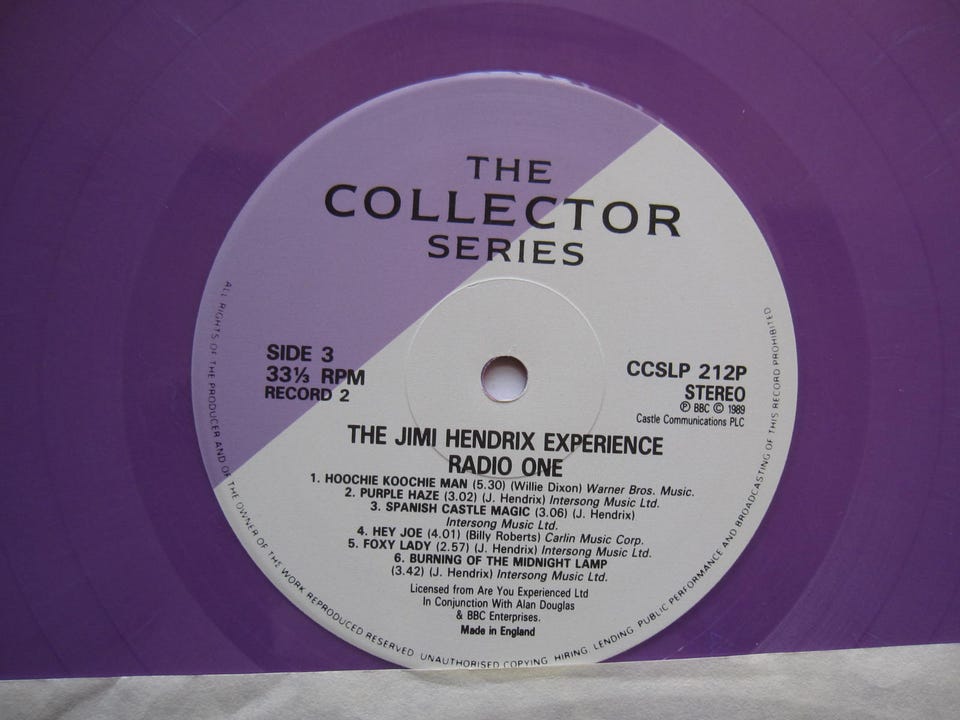 THE
COLLECTOR
SERIES
SIDE 3
33⅓ RPM
RECORD 2
CCSLP 212P
STEREO
Ⓟ BBC © 1989
Castle Communications PLC
THE JIMI HENDRIX EXPERIENCE
RADIO ONE
1. HOOCHIE KOOCHIE MAN (5.30) (Willie Dixon) Warner Bros. Music.
2. PURPLE HAZE (3.02) (J. Hendrix) Intersong Music Ltd.
3. SPANISH CASTLE MAGIC (3.06) (J. Hendrix)
Intersong Music Ltd.
4. HEY JOE (4.01) (Billy Roberts) Carlin Music Corp.
5. FOXY LADY (2.57) (J. Hendrix) Intersong Music Ltd.
6. BURNING OF THE MIDNIGHT LAMP
(3.42) (J. Hendrix) Intersong Music Ltd.
Licensed from Are You Experienced Ltd
In Conjunction With Alan Douglas
& BBC Enterprises.
Made in England
ALL RIGHTS OF THE PRODUCER AND OF THE OWNER OF THE WORK REPRODUCED RESERVED. UNAUTHORISED COPYING, HIRING, LENDING, PUBLIC PERFORMANCE AND BROADCASTING OF THIS RECORD PROHIBITED